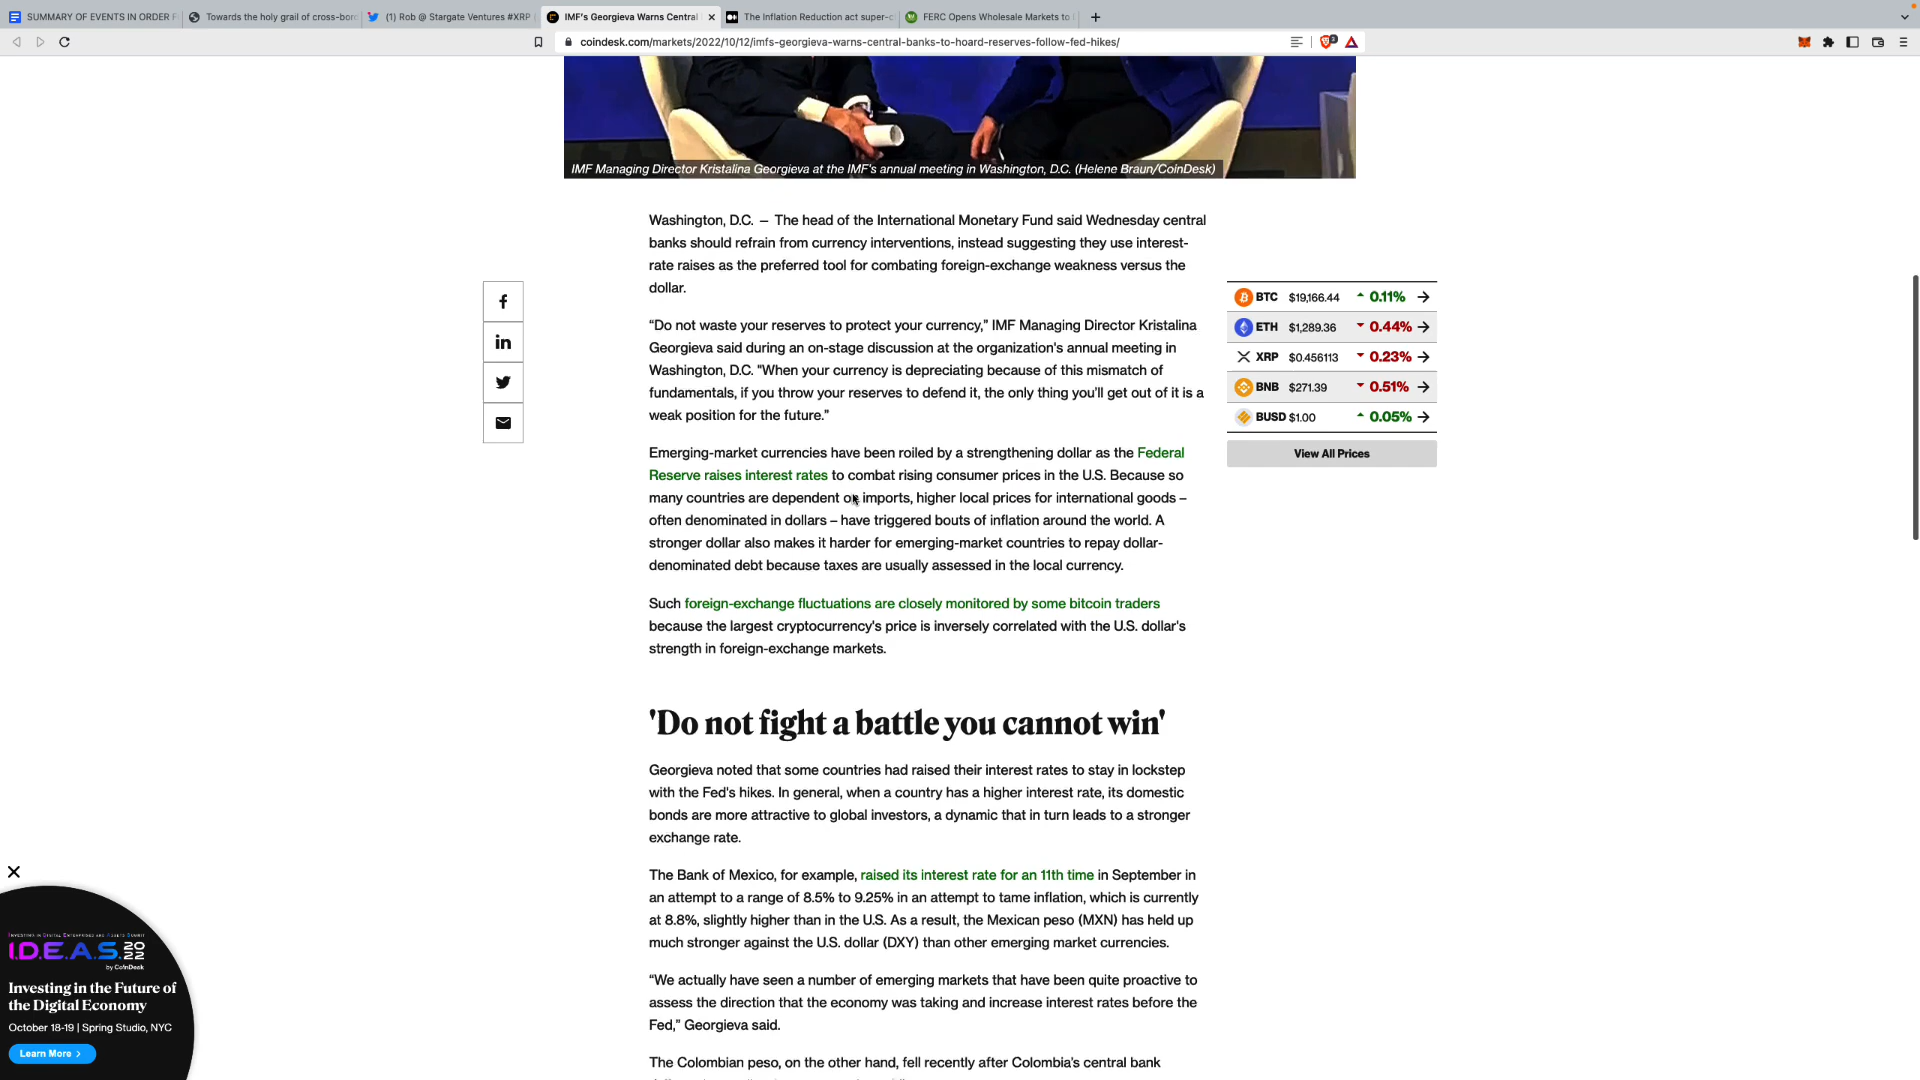 SUMMARY OF EVENTS IN ORDER F
Towards the holy grail of cross-bor
(1) Rob @ Stargate Ventures #XRP
IMF's Georgieva Warns Central
The Inflation Reduction act super-c
FERC Opens Wholesale Markets to
coindesk.com/markets/2022/10/12/imfs-georgieva-warns-central-banks-to-hoard-reserves-follow-fed-hikes/
IMF Managing Director Kristalina Georgieva at the IMF's annual meeting in Washington, D.C. (Helene Braun/CoinDesk)
Washington, D.C. — The head of the International Monetary Fund said Wednesday central
banks should refrain from currency interventions, instead suggesting they use interest-
rate raises as the preferred tool for combating foreign-exchange weakness versus the
dollar.
“Do not waste your reserves to protect your currency,” IMF Managing Director Kristalina
Georgieva said during an on-stage discussion at the organization's annual meeting in
Washington, D.C. "When your currency is depreciating because of this mismatch of
fundamentals, if you throw your reserves to defend it, the only thing you’ll get out of it is a
weak position for the future.”
Emerging-market currencies have been roiled by a strengthening dollar as the Federal
Reserve raises interest rates to combat rising consumer prices in the U.S. Because so
many countries are dependent on imports, higher local prices for international goods –
often denominated in dollars – have triggered bouts of inflation around the world. A
stronger dollar also makes it harder for emerging-market countries to repay dollar-
denominated debt because taxes are usually assessed in the local currency.
Such foreign-exchange fluctuations are closely monitored by some bitcoin traders
because the largest cryptocurrency's price is inversely correlated with the U.S. dollar's
strength in foreign-exchange markets.
'Do not fight a battle you cannot win'
Georgieva noted that some countries had raised their interest rates to stay in lockstep
with the Fed's hikes. In general, when a country has a higher interest rate, its domestic
bonds are more attractive to global investors, a dynamic that in turn leads to a stronger
exchange rate.
The Bank of Mexico, for example, raised its interest rate for an 11th time in September in
an attempt to a range of 8.5% to 9.25% in an attempt to tame inflation, which is currently
at 8.8%, slightly higher than in the U.S. As a result, the Mexican peso (MXN) has held up
much stronger against the U.S. dollar (DXY) than other emerging market currencies.
“We actually have seen a number of emerging markets that have been quite proactive to
assess the direction that the economy was taking and increase interest rates before the
Fed,” Georgieva said.
The Colombian peso, on the other hand, fell recently after Colombia’s central bank
BTC $19,166.44 0.11%
ETH $1,289.36 0.44%
XRP $0.456113 0.23%
BNB $271.39 0.51%
BUSD $1.00 0.05%
View All Prices
INVESTING IN DIGITAL ENTERPRISES AND ASSETS SUMMIT
I.D.E.A.S. 2022
by CoinDesk
Investing in the Future of
the Digital Economy
October 18-19 | Spring Studio, NYC
Learn More >